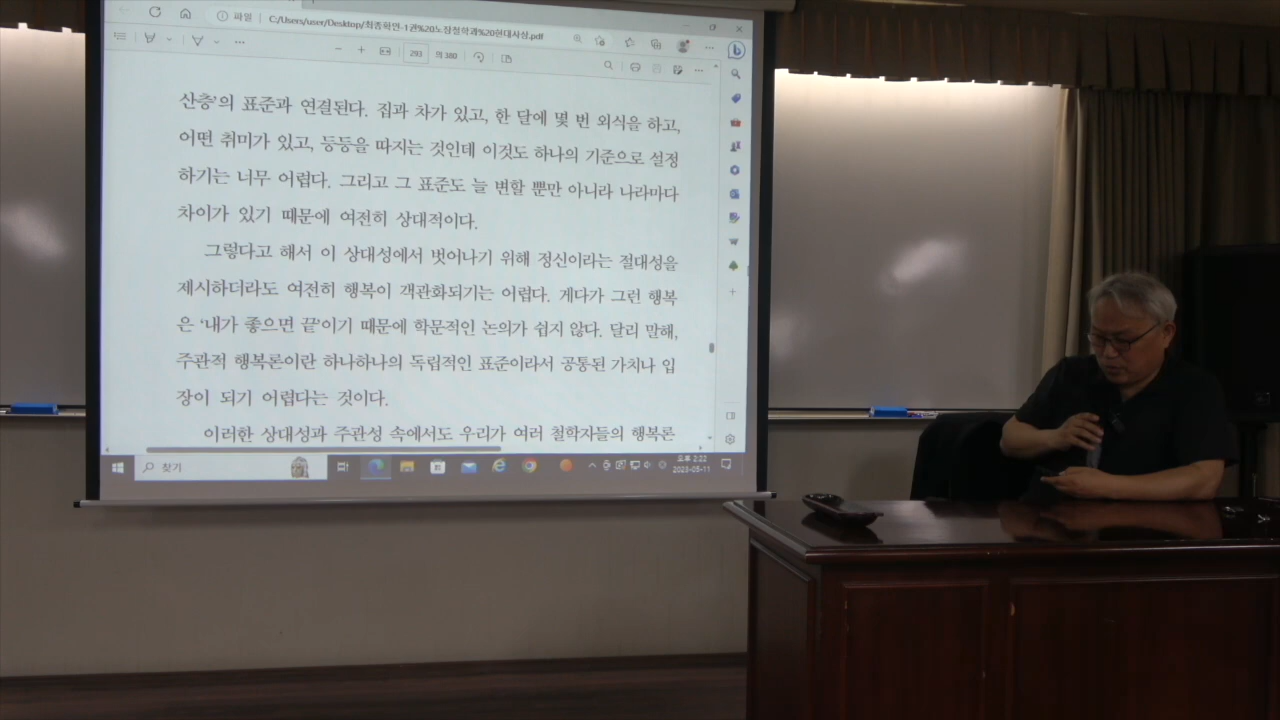 파일 C:/Users/user/Desktop/최종확인-1권%20노장철학과%20현대사상.pdf
293 의 380
산층'의 표준과 연결된다. 집과 차가 있고, 한 달에 몇 번 외식을 하고,
어떤 취미가 있고, 등등을 따지는 것인데 이것도 하나의 기준으로 설정
하기는 너무 어렵다. 그리고 그 표준도 늘 변할 뿐만 아니라 나라마다
차이가 있기 때문에 여전히 상대적이다.
그렇다고 해서 이 상대성에서 벗어나기 위해 정신이라는 절대성을
제시하더라도 여전히 행복이 객관화되기는 어렵다. 게다가 그런 행복
은 '내가 좋으면 끝'이기 때문에 학문적인 논의가 쉽지 않다. 달리 말해,
주관적 행복론이란 하나하나의 독립적인 표준이라서 공통된 가치나 입
장이 되기 어렵다는 것이다.
이러한 상대성과 주관성 속에서도 우리가 여러 철학자들의 행복론
찾기
오후 2:22
2023-05-11